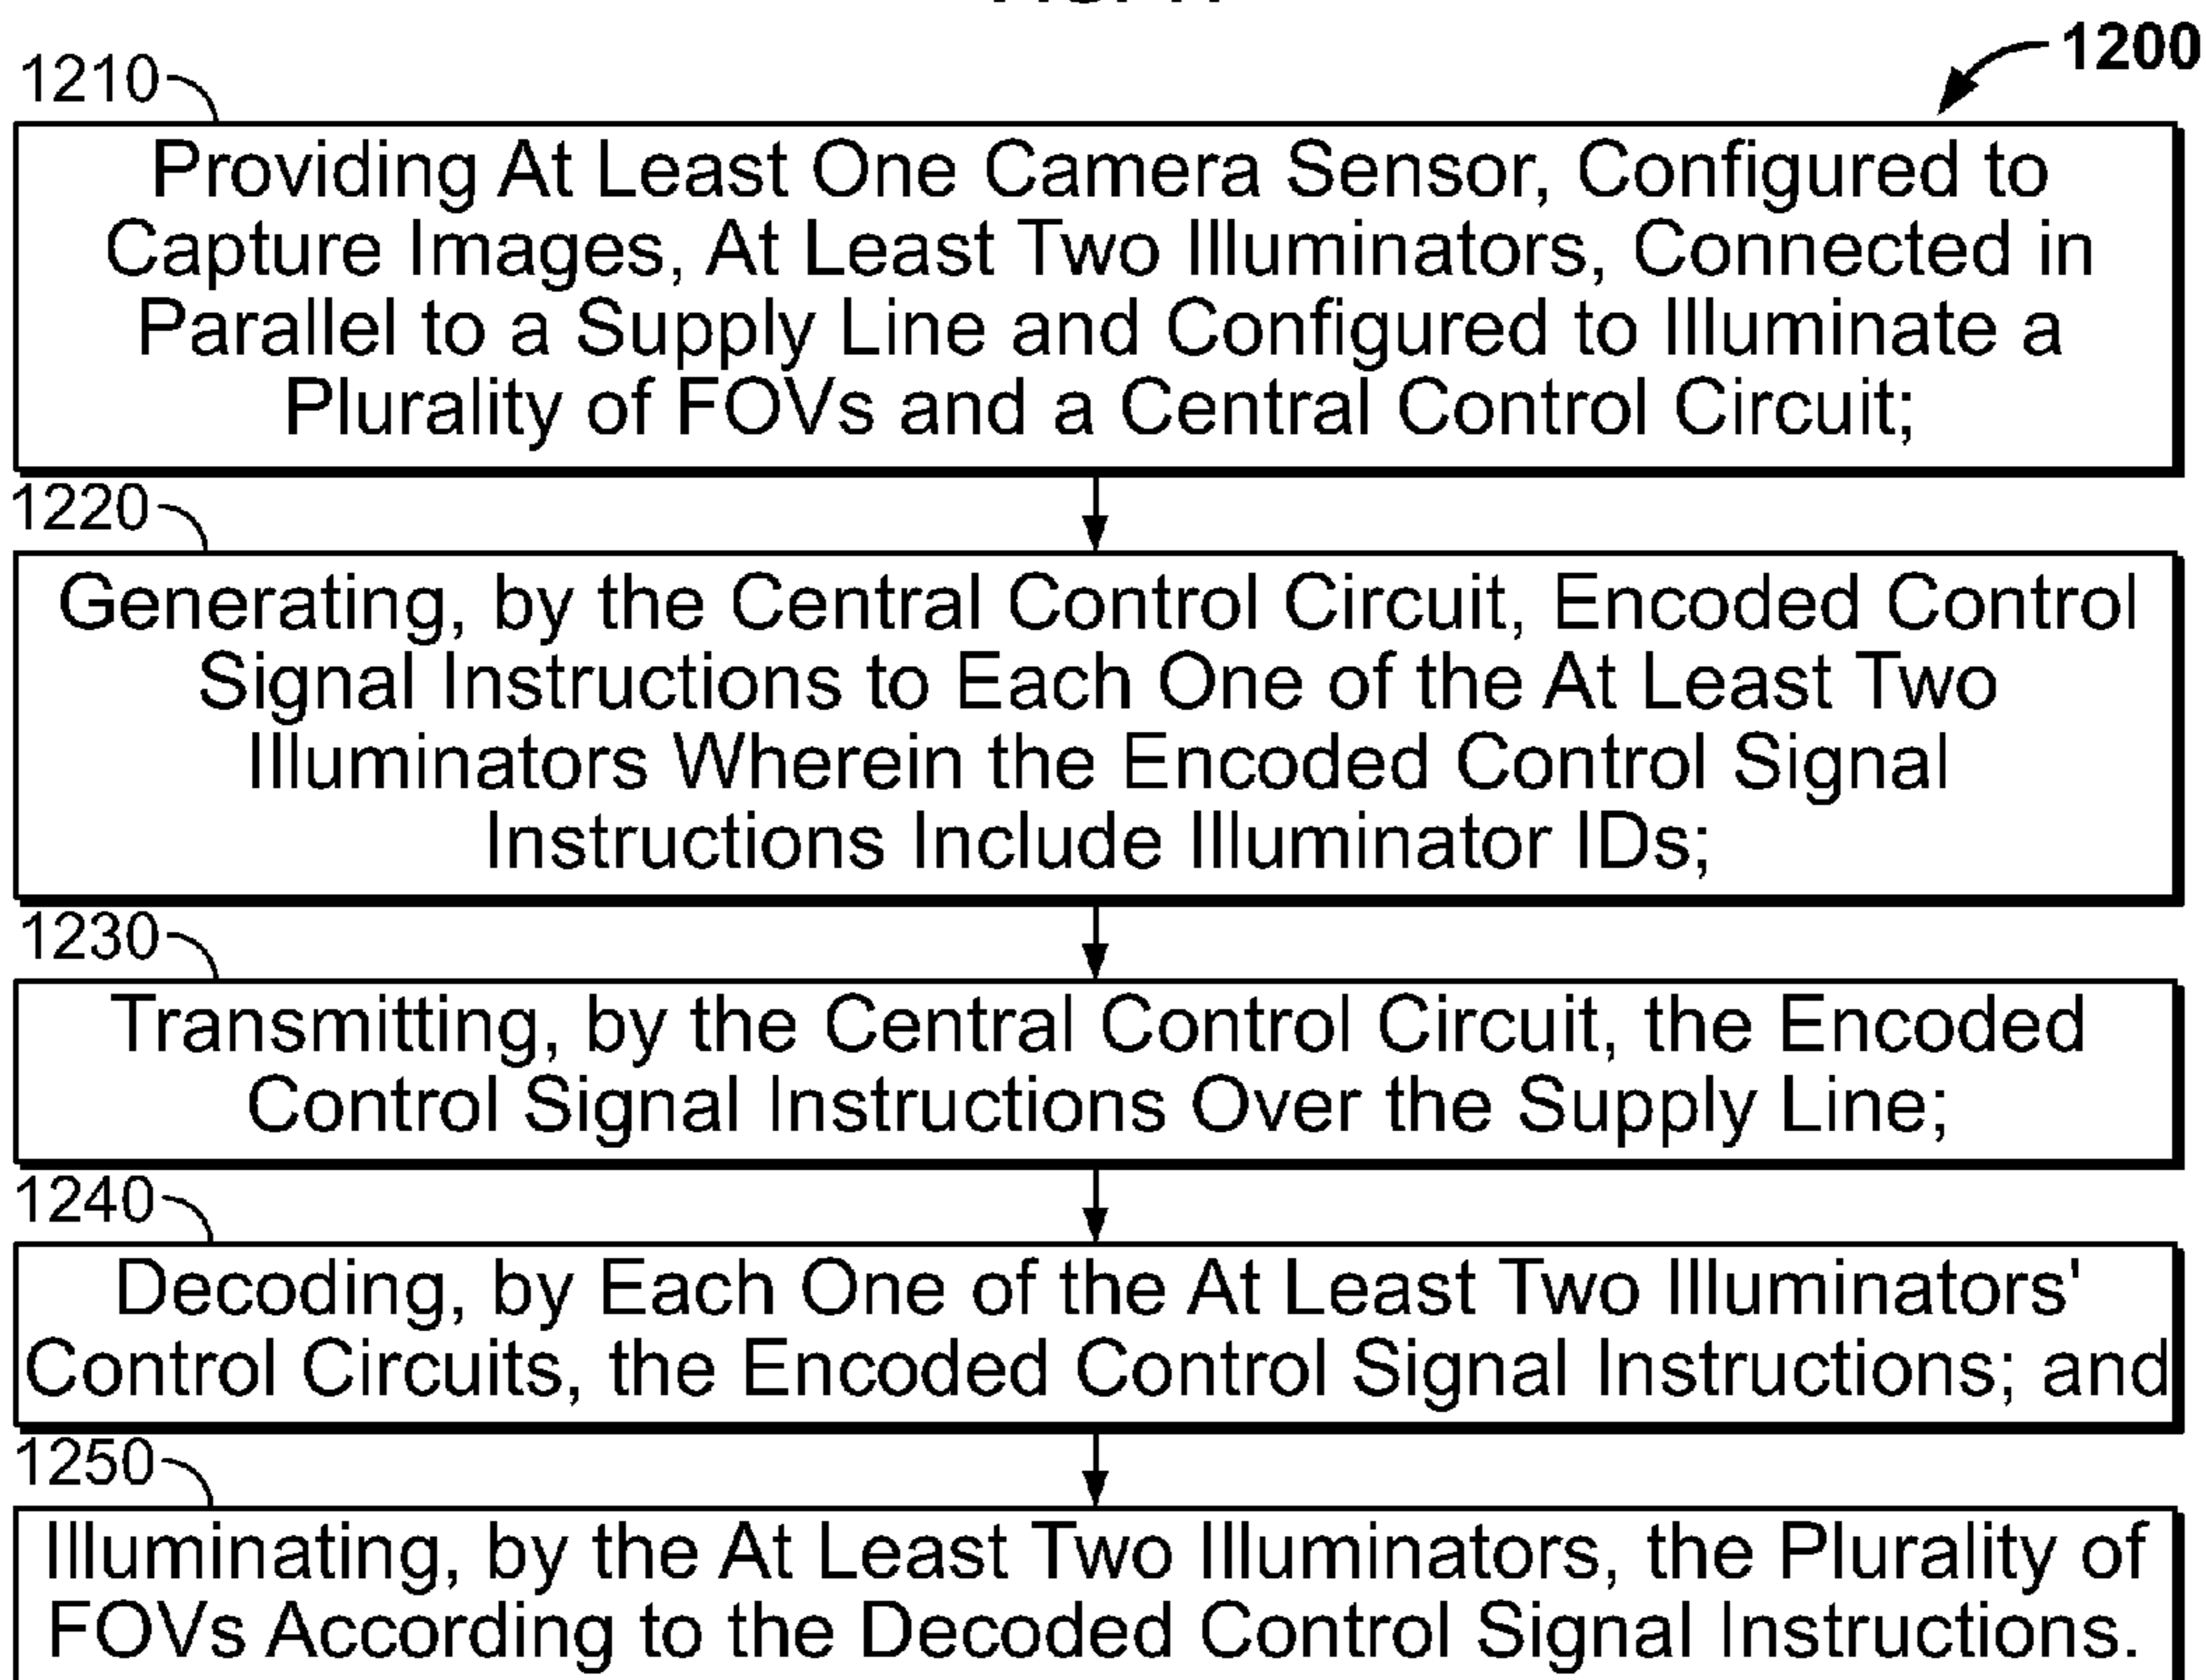 1200
1210
Providing At Least One Camera Sensor, Configured to
Capture Images, At Least Two Illuminators, Connected in
Parallel to a Supply Line and Configured to Illuminate a
Plurality of FOVs and a Central Control Circuit;
1220
Generating, by the Central Control Circuit, Encoded Control
Signal Instructions to Each One of the At Least Two
Illuminators Wherein the Encoded Control Signal
Instructions Include Illuminator IDs;
1230
Transmitting, by the Central Control Circuit, the Encoded
Control Signal Instructions Over the Supply Line;
1240
Decoding, by Each One of the At Least Two Illuminators'
Control Circuits, the Encoded Control Signal Instructions; and
1250
Illuminating, by the At Least Two Illuminators, the Plurality of
FOVs According to the Decoded Control Signal Instructions.